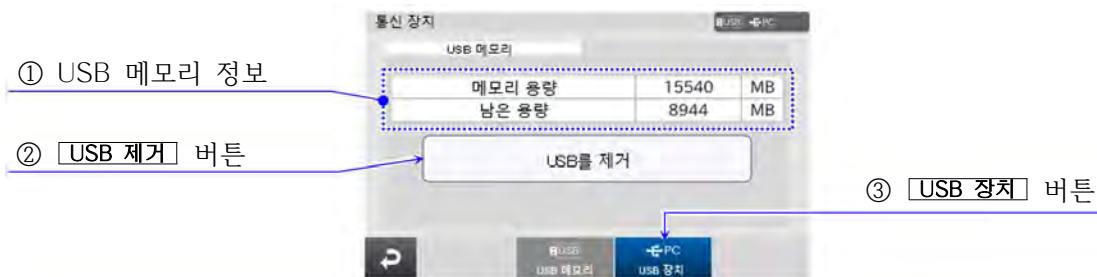 통신 장치
USB PC
USB 메모리
① USB 메모리 정보
메모리 용량 15540 MB
남은 용량 8944 MB
② USB 제거 버튼
USB를 제거
③ USB 장치 버튼
USB PC
USB 메모리 USB 장치